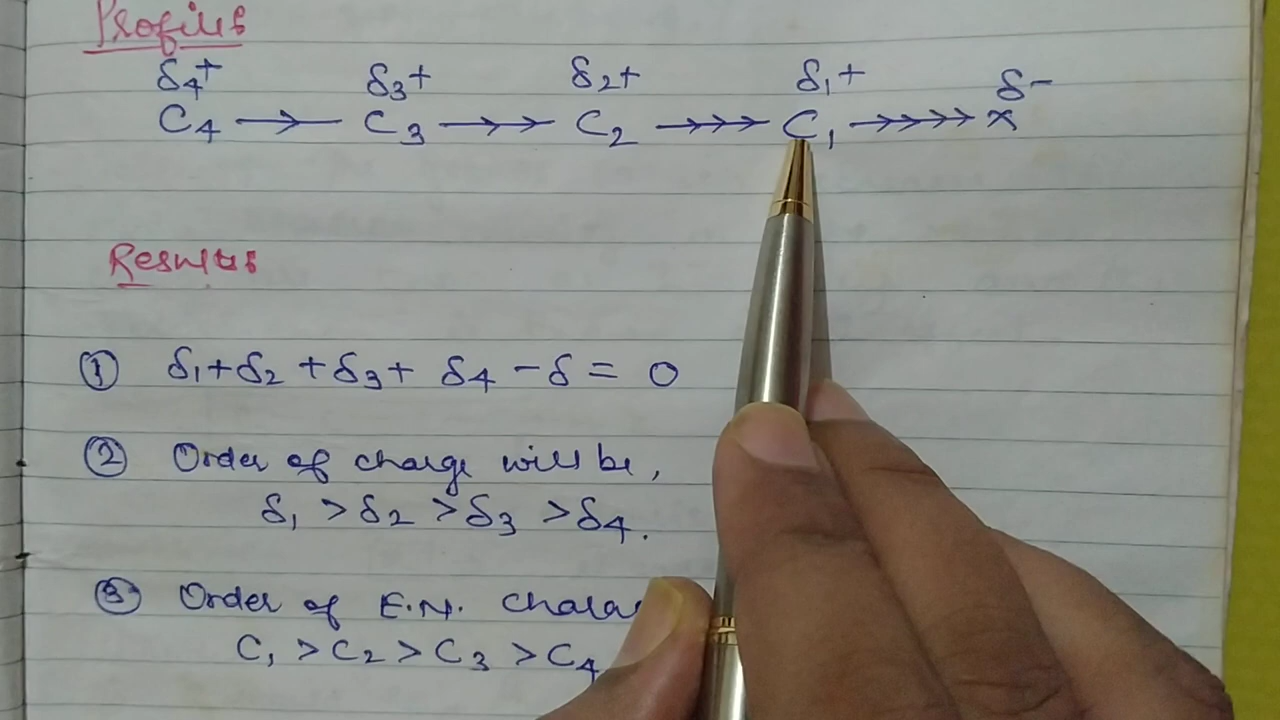 Profiles
δ4+ δ3+ δ2+ δ1+ δ-
C4 → C3 →→ C2 →→→ C1 →→→→ x
Results
① δ1+δ2+δ3+δ4-δ=0
② Order of charge will be,
δ1>δ2>δ3>δ4.
③ Order of E.N.
C1>C2>C3>C4